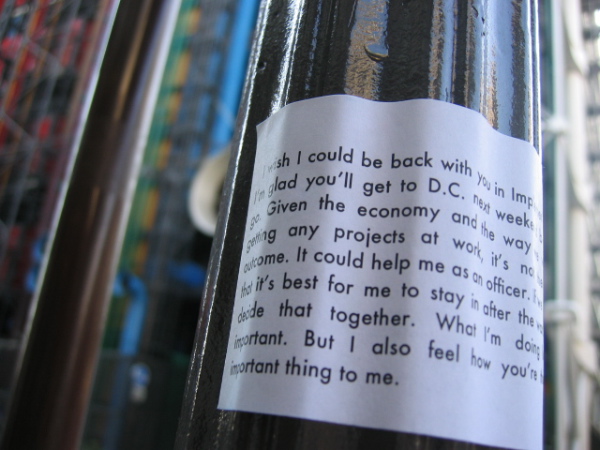 wish I could be back with you in
I'm glad you'll get to D.C. next
go. Given the economy and the way
getting any projects at work, it's
outcome. It could help me as an officer. If
that it's best for me to stay in after the
decide that together. What I'm doing
important. But I also feel how you're
important thing to me.